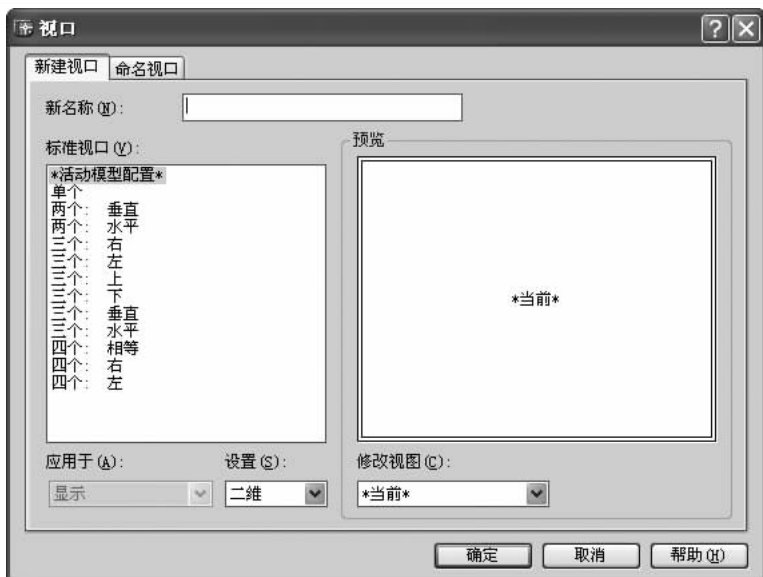 视口
新建视口 命名视口
新名称(N):
标准视口(V):
预览
*活动模型配置*
单个
两个: 垂直
两个: 水平
三个: 右
三个: 左
三个: 上
三个: 下
三个: 垂直
三个: 水平
四个: 相等
四个: 右
四个: 左
*当前*
应用于(A):
设置(S):
修改视图(C):
显示
二维
*当前*
确定
取消
帮助(H)